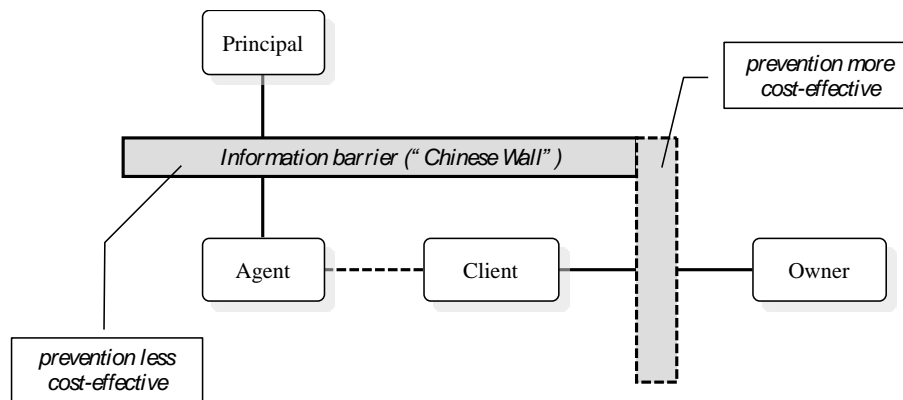 Principal
prevention more
cost-effective
Information barrier (“ Chinese Wall” )
Agent
Client
Owner
prevention less
cost-effective